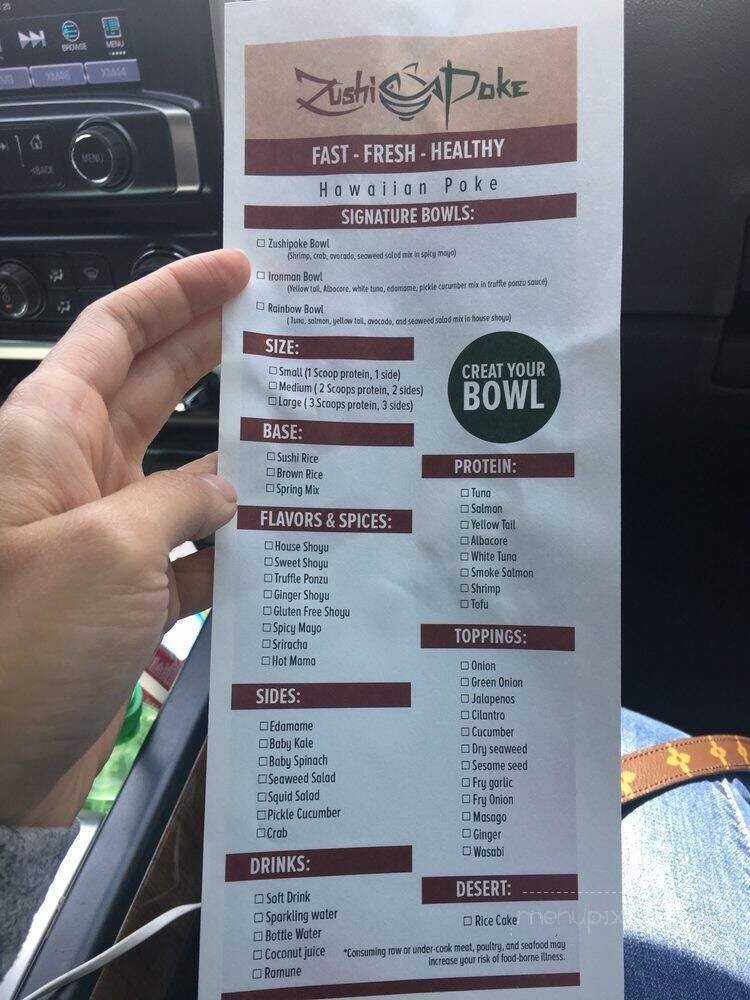 BROWSE
MENU
XM46
XM44
MENU
BACK
Zushi Poke
FAST - FRESH - HEALTHY
Hawaiian Poke
SIGNATURE BOWLS:
Zushipoke Bowl
(Shrimp, crab, avocado, seaweed salad mix in spicy mayo)
Ironman Bowl
(Yellow tail, Albacore, white tuna, edamame, pickle cucumber mix in truffle ponzu sauce)
Rainbow Bowl
( Tuna, salmon, yellow tail, avocado, and seaweed salad mix in house shoyu)
SIZE:
Small (1 Scoop protein, 1 side)
Medium ( 2 Scoops protein, 2 sides)
Large ( 3 Scoops protein, 3 sides)
CREAT YOUR
BOWL
BASE:
Sushi Rice
Brown Rice
Spring Mix
FLAVORS & SPICES:
House Shoyu
Sweet Shoyu
Truffle Ponzu
Ginger Shoyu
Gluten Free Shoyu
Spicy Mayo
Sriracha
Hot Mama
SIDES:
Edamame
Baby Kale
Baby Spinach
Seaweed Salad
Squid Salad
Pickle Cucumber
Crab
DRINKS:
Soft Drink
Sparkling water
Bottle Water
Coconut juice
Ramune
PROTEIN:
Tuna
Salmon
Yellow Tail
Albacore
White Tuna
Smoke Salmon
Shrimp
Tofu
TOPPINGS:
Onion
Green Onion
Jalapenos
Cilantro
Cucumber
Dry seaweed
Sesame seed
Fry garlic
Fry Onion
Masago
Ginger
Wasabi
DESERT:
Rice Cake
*Consuming raw or under-cook meat, poultry, and seafood may
increase your risk of food-borne illness.